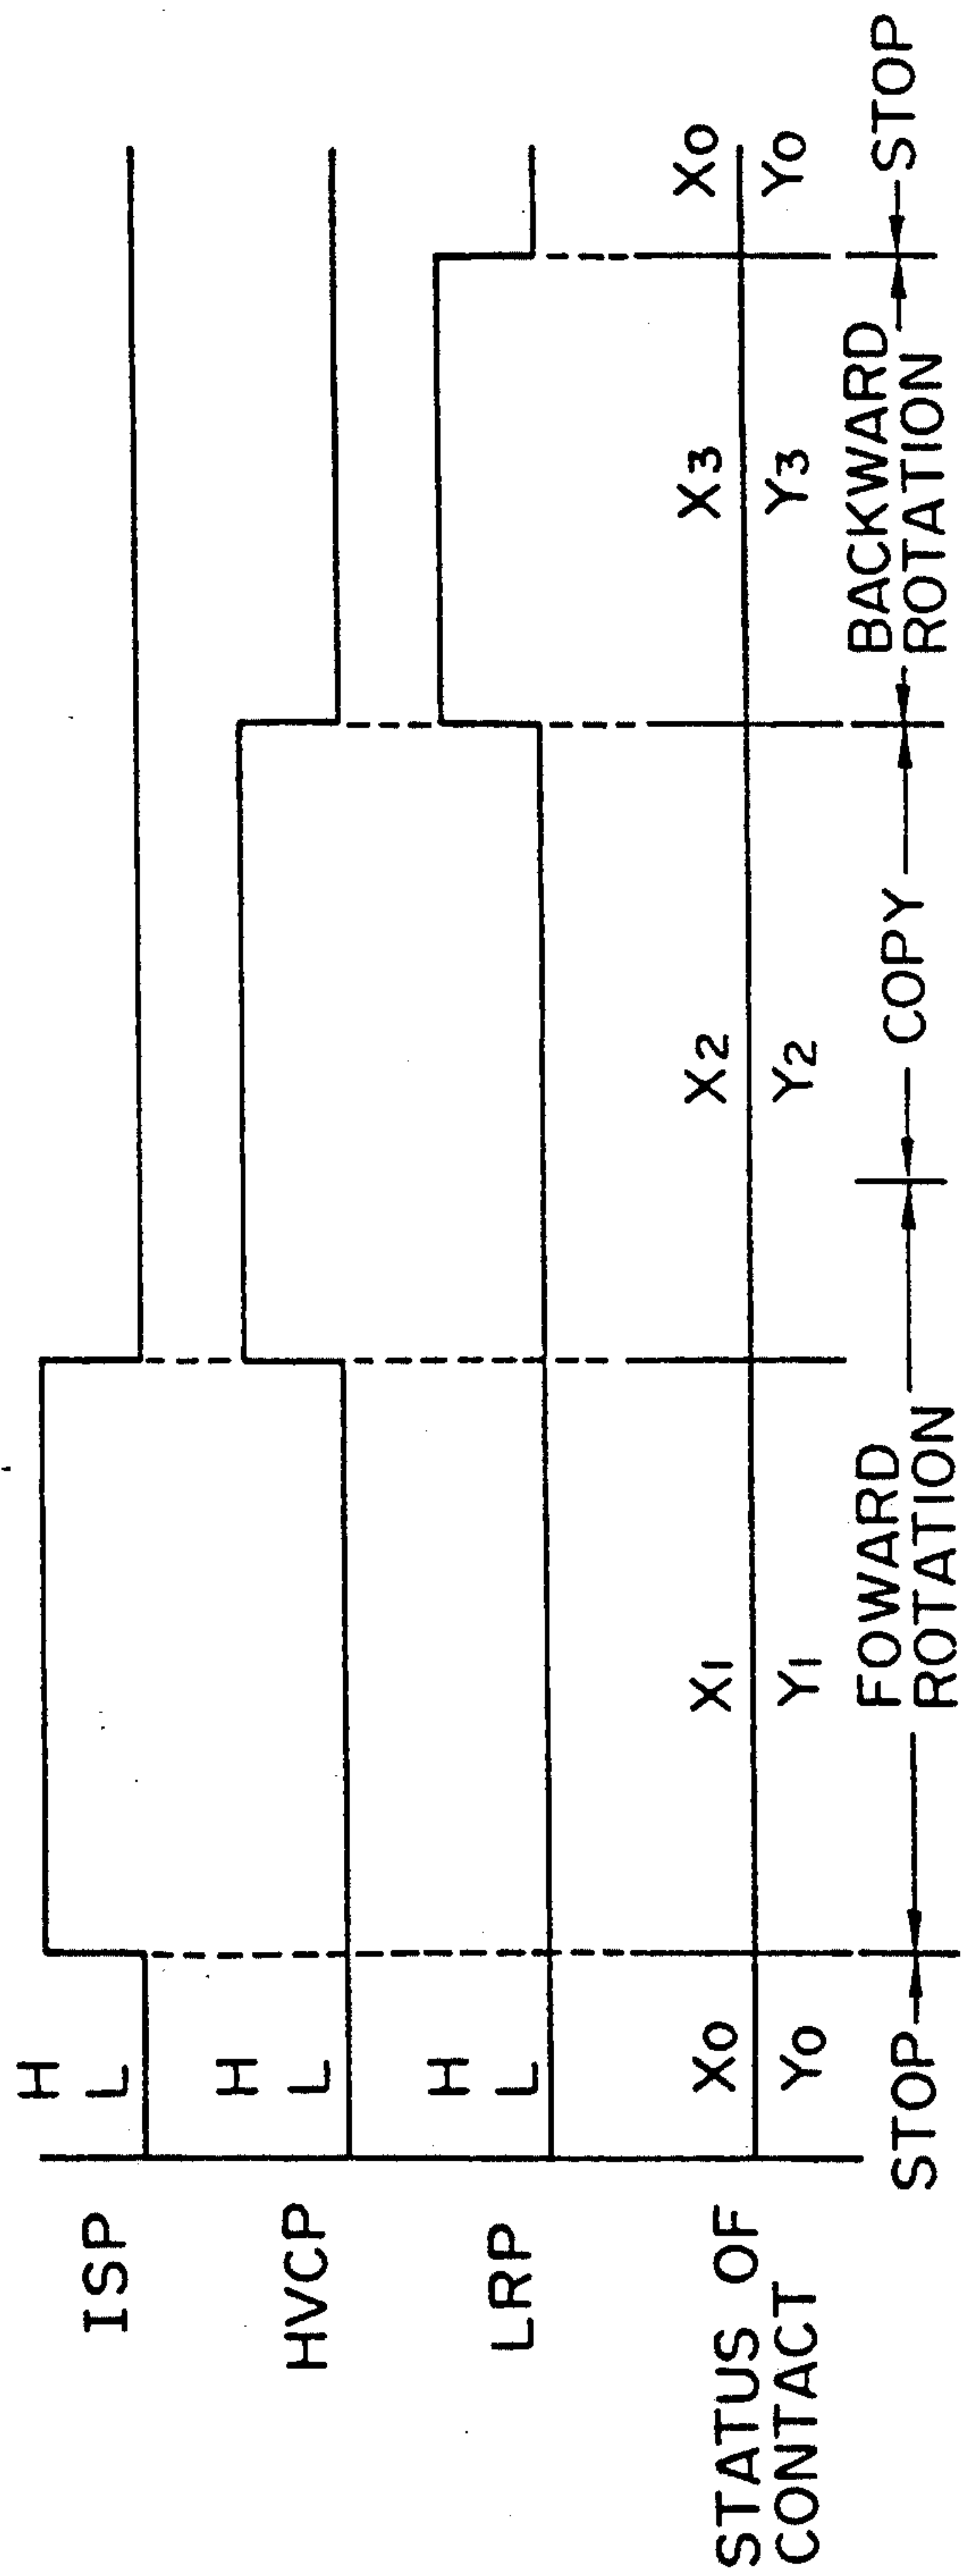 ISP H
L
HVCP H
L
LRP H
L
STATUS OF
CONTACT
X0 X1 X2 X3 X0
Y0 Y1 Y2 Y3 Y0
STOP FOWARD
ROTATION COPY BACKWARD
ROTATION STOP